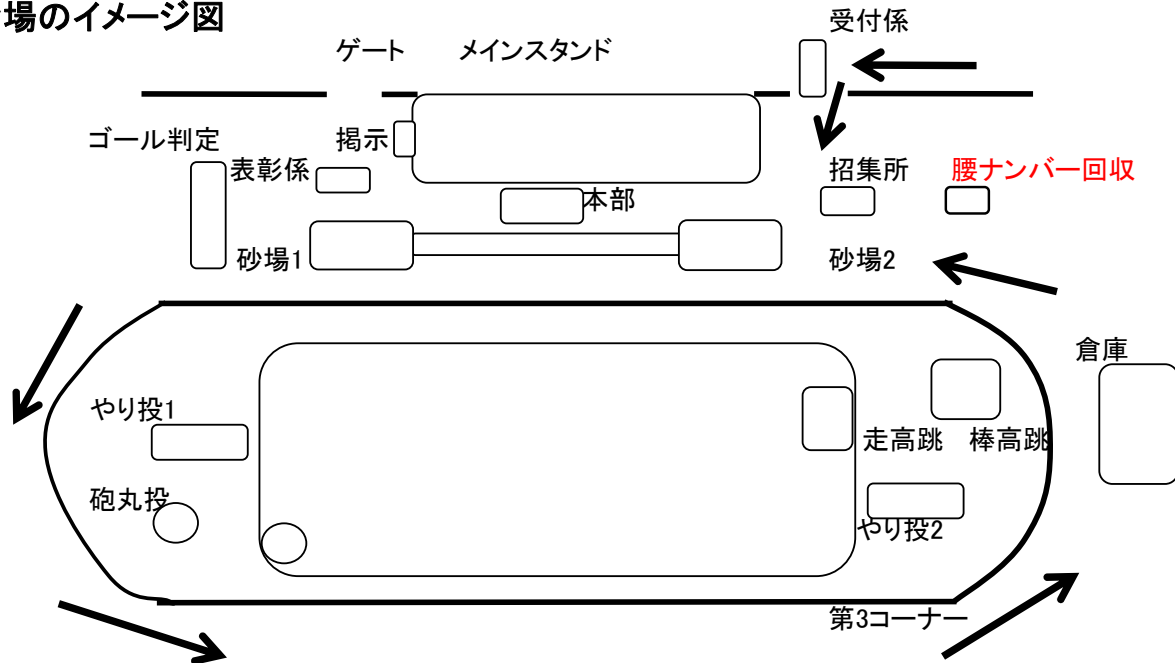 場のイメージ図
受付係
ゲート メインスタンド
ゴール判定
掲示
表彰係
招集所
腰ナンバー回収
本部
砂場1
砂場2
倉庫
やり投1
走高跳 棒高跳
砲丸投
やり投2
第3コーナー